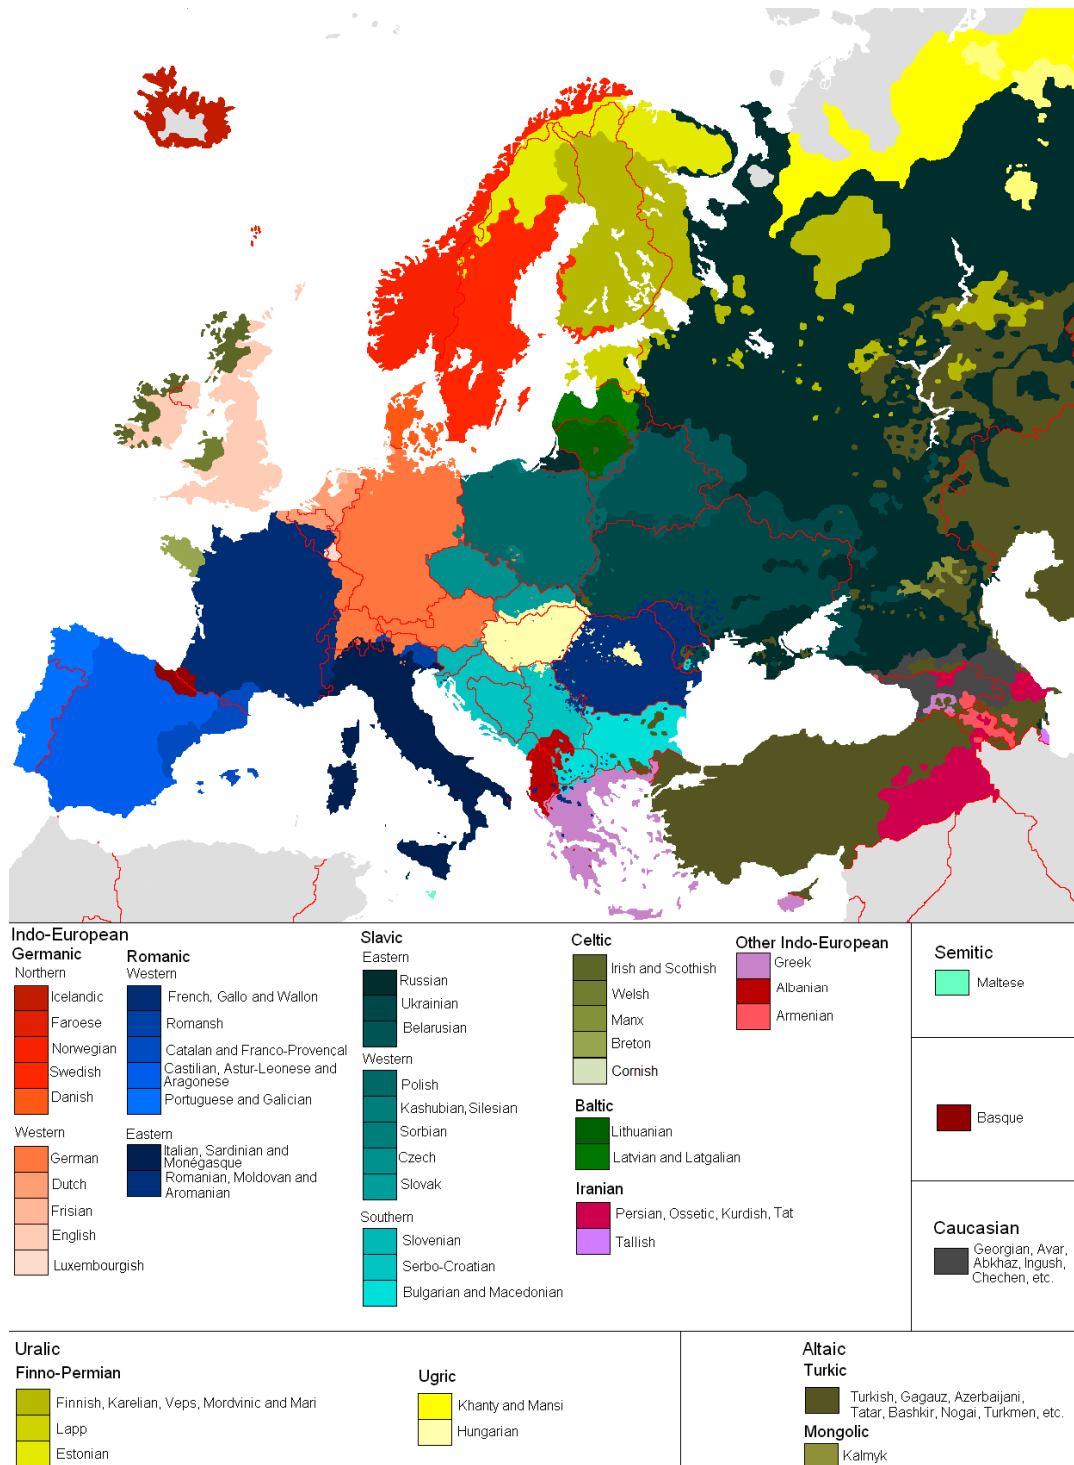 Indo-European
Germanic
Northern
Icelandic
Faroese
Norwegian
Swedish
Danish
Western
German
Dutch
Frisian
English
Luxembourgish
Romanic
Western
French, Gallo and Wallon
Romansh
Catalan and Franco-Provençal
Castilian, Astur-Leonese and
Aragonese
Portuguese and Galician
Eastern
Italian, Sardinian and
Monégasque
Romanian, Moldovan and
Aromanian
Slavic
Eastern
Russian
Ukrainian
Belarusian
Western
Polish
Kashubian, Silesian
Sorbian
Czech
Slovak
Southern
Slovenian
Serbo-Croatian
Bulgarian and Macedonian
Celtic
Irish and Scothish
Welsh
Manx
Breton
Cornish
Baltic
Lithuanian
Latvian and Latgalian
Iranian
Persian, Ossetic, Kurdish, Tat
Tallish
Other Indo-European
Greek
Albanian
Armenian
Semitic
Maltese
Basque
Caucasian
Georgian, Avar,
Abkhaz, Ingush,
Chechen, etc.
Uralic
Finno-Permian
Finnish, Karelian, Veps, Mordvinic and Mari
Lapp
Estonian
Ugric
Khanty and Mansi
Hungarian
Altaic
Turkic
Turkish, Gagauz, Azerbaijani,
Tatar, Bashkir, Nogai, Turkmen, etc.
Mongolic
Kalmyk